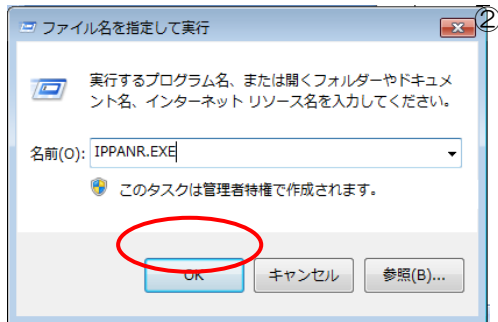 ②
ファイル名を指定して実行
実行するプログラム名、または開くフォルダーやドキュメ
ント名、インターネット リソース名を入力してください。
名前(O): IPPANR.EXE
このタスクは管理者特権で作成されます。
OK キャンセル 参照(B)...